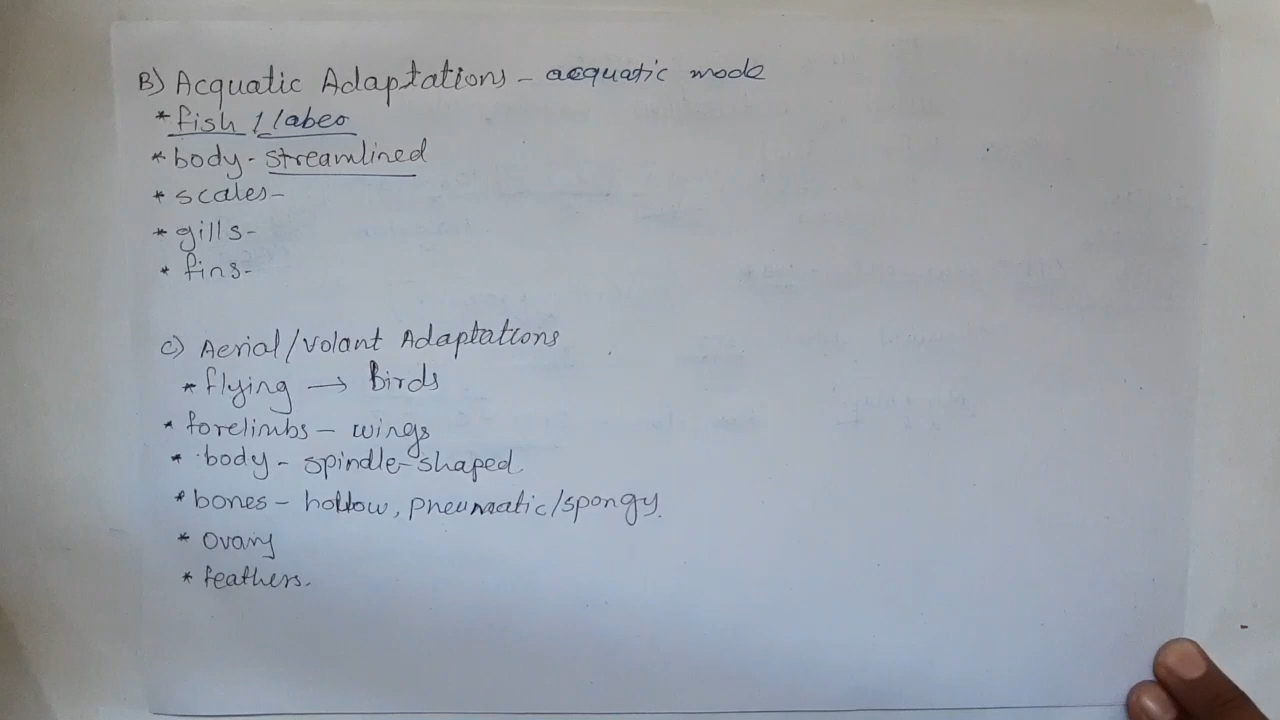 B) Acquatic Adaptations - acquatic mode
* fish / labeo
* body - streamlined
* scales -
* gills -
* fins -
C) Aerial/Volant Adaptations
* flying → Birds
* forelimbs - wings
* body - spindle-shaped.
* bones - hollow, pneumatic/spongy.
* Ovary
* feathers.